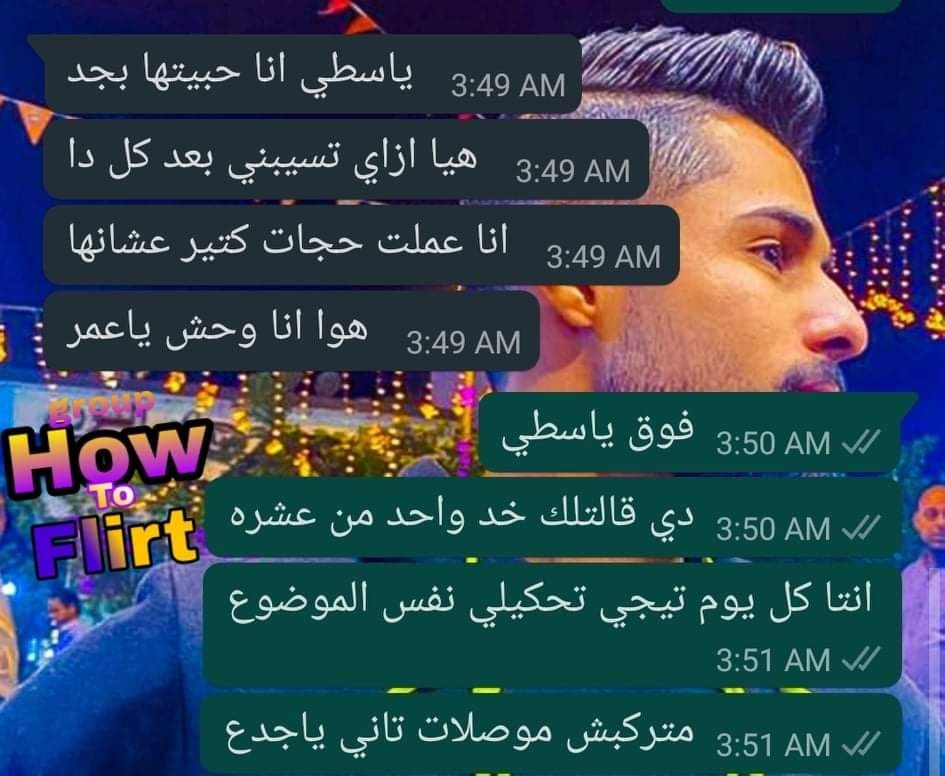 ياسطي انا حبيتها بجد 3:49 AM
هيا ازاي تسيبني بعد كل دا 3:49 AM
انا عملت حجات كتير عشانها 3:49 AM
هوا انا وحش ياعمر 3:49 AM
group
How
To
Flirt
فوق ياسطي 3:50 AM
دي قالتلك خد واحد من عشره 3:50 AM
انتا كل يوم تيجي تحكيلي نفس الموضوع
3:51 AM
متركبش موصلات تاني ياجدع 3:51 AM